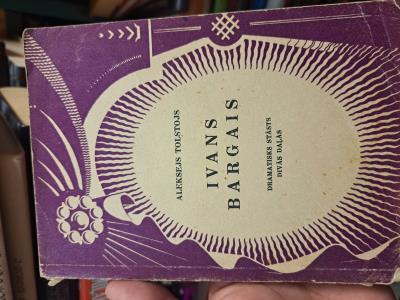 ALEKSEJS TOLSTOJS
IVANS
BARGAIS
DRAMATISKS STĀSTS
DIVĀS DAĻĀS